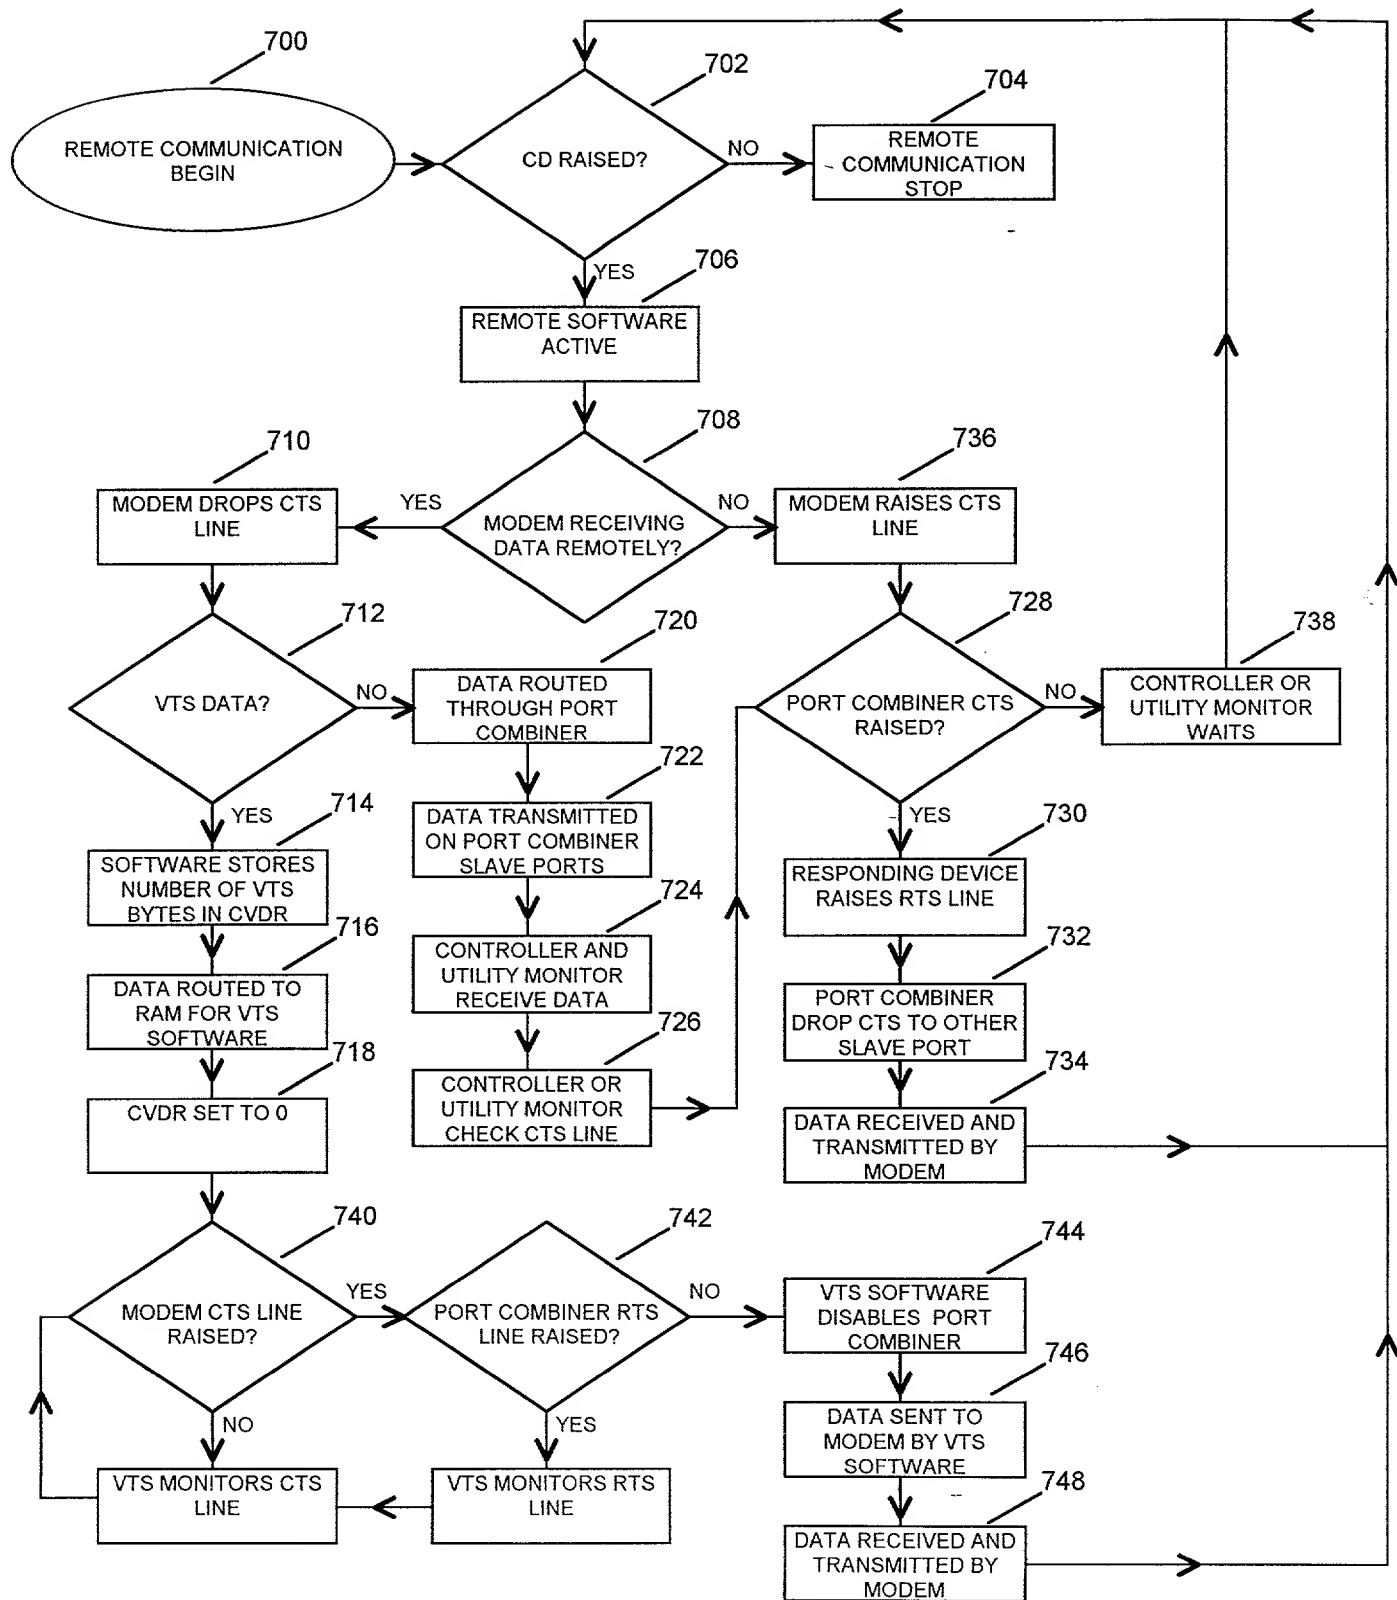 700
REMOTE COMMUNICATION
BEGIN
702
CD RAISED?
NO
704
REMOTE
COMMUNICATION
STOP
YES
706
REMOTE SOFTWARE
ACTIVE
708
MODEM RECEIVING
DATA REMOTELY?
YES
NO
710
MODEM DROPS CTS
LINE
736
MODEM RAISES CTS
LINE
712
VTS DATA?
NO
YES
720
DATA ROUTED
THROUGH PORT
COMBINER
728
PORT COMBINER CTS
RAISED?
NO
YES
738
CONTROLLER OR
UTILITY MONITOR
WAITS
714
SOFTWARE STORES
NUMBER OF VTS
BYTES IN CVDR
722
DATA TRANSMITTED
ON PORT COMBINER
SLAVE PORTS
730
RESPONDING DEVICE
RAISES RTS LINE
716
DATA ROUTED TO
RAM FOR VTS
SOFTWARE
724
CONTROLLER AND
UTILITY MONITOR
RECEIVE DATA
732
PORT COMBINER
DROP CTS TO OTHER
SLAVE PORT
718
CVDR SET TO 0
726
CONTROLLER OR
UTILITY MONITOR
CHECK CTS LINE
734
DATA RECEIVED AND
TRANSMITTED BY
MODEM
740
MODEM CTS LINE
RAISED?
YES
NO
742
PORT COMBINER RTS
LINE RAISED?
NO
YES
744
VTS SOFTWARE
DISABLES PORT
COMBINER
746
DATA SENT TO
MODEM BY VTS
SOFTWARE
VTS MONITORS CTS
LINE
VTS MONITORS RTS
LINE
748
DATA RECEIVED AND
TRANSMITTED BY
MODEM